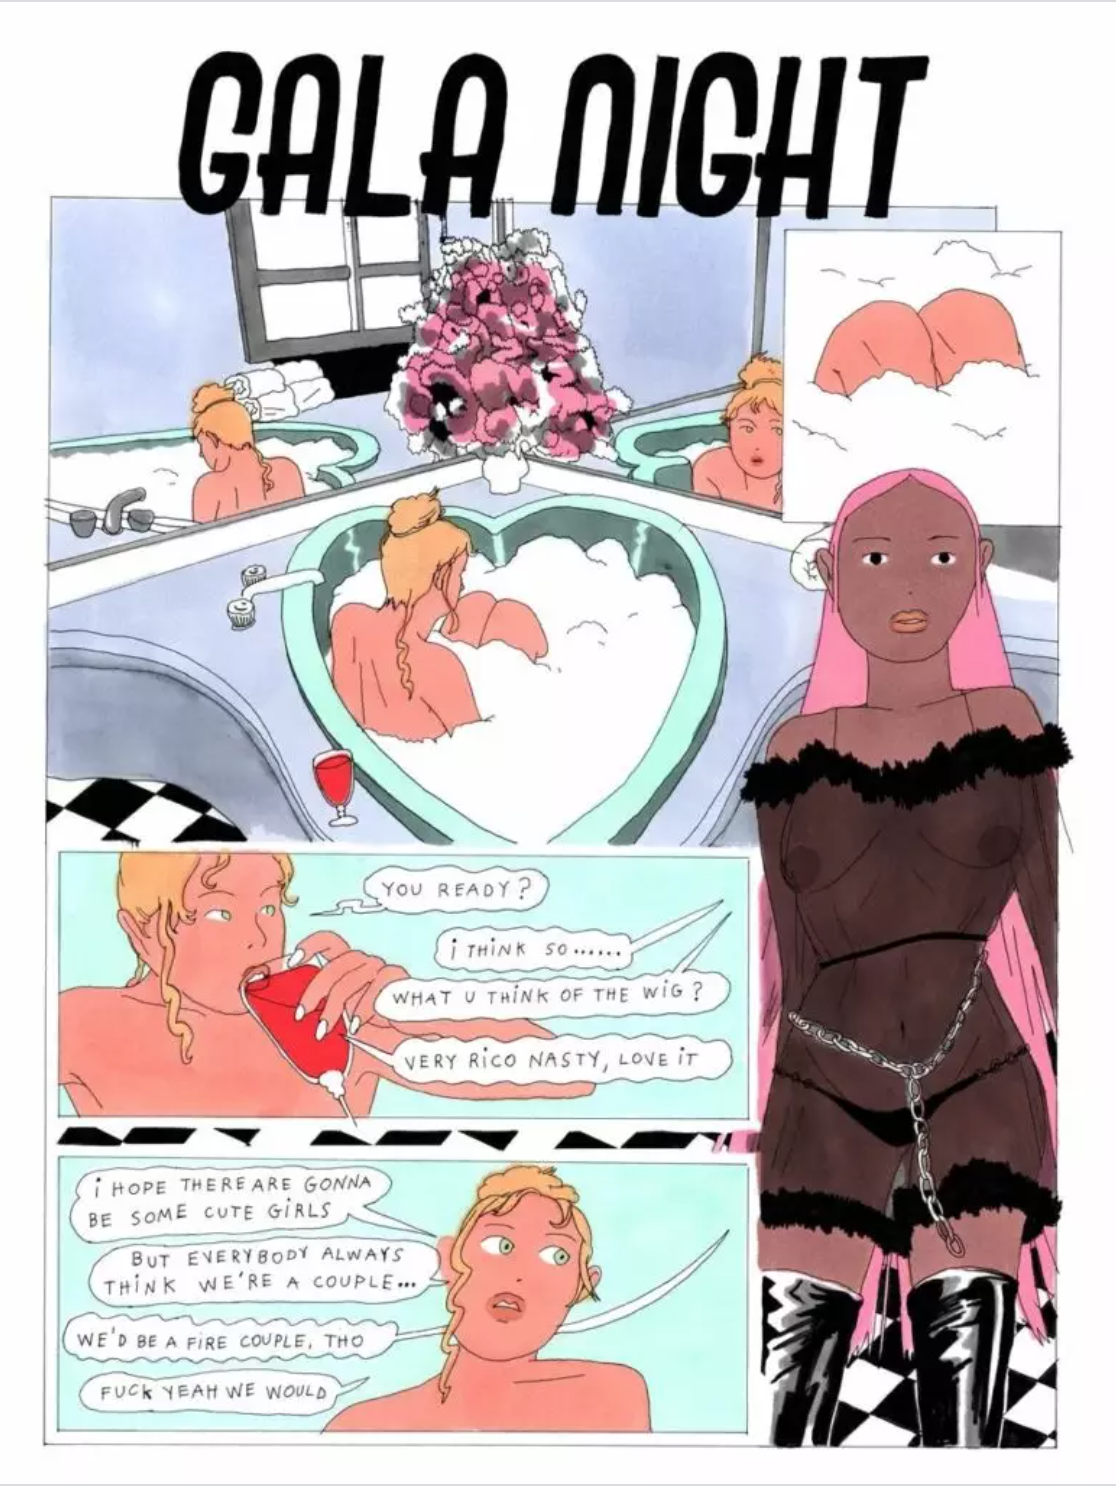 GALA NIGHT
YOU READY?
i THiNK SO......
WHAT U THiNK OF THE WiG?
VERY RiCO NASTY, LOVE iT
i HOPE THERE ARE GONNA
BE SOME CUTE GiRLS
BUT EVERYBODY ALWAYS
THiNK WE'RE A COUPLE...
WE'D BE A FiRE COUPLE, THO
FUCK YEAH WE WOULD